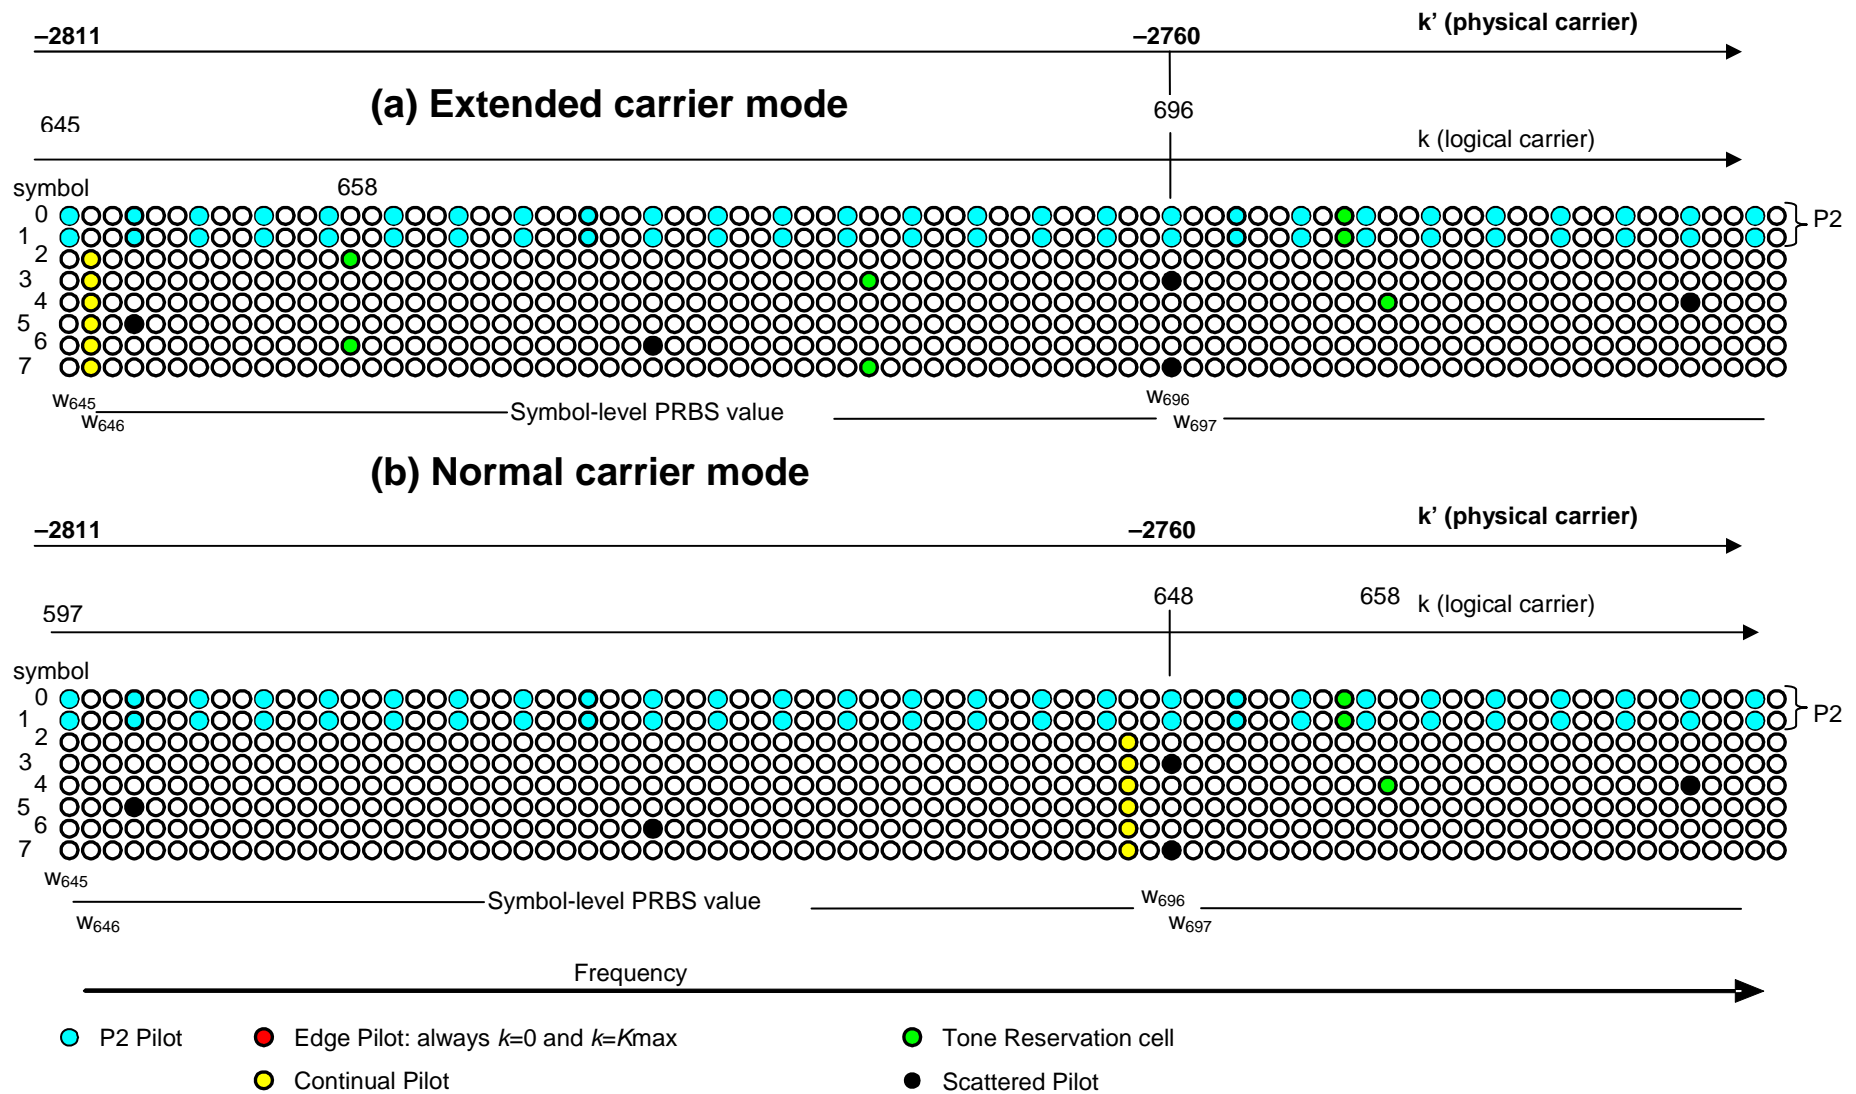 k’ (physical carrier)
–2811
–2760
(a) Extended carrier mode
645
696
k (logical carrier)
symbol
658
0
1
2
3
4
5
6
7
P2
w645
w646
Symbol-level PRBS value
w696
w697
(b) Normal carrier mode
k’ (physical carrier)
–2811
–2760
597
648
658
k (logical carrier)
symbol
0
1
2
3
4
5
6
7
P2
w645
w646
Symbol-level PRBS value
w696
w697
Frequency
P2 Pilot
Edge Pilot: always k=0 and k=Kmax
Tone Reservation cell
Continual Pilot
Scattered Pilot